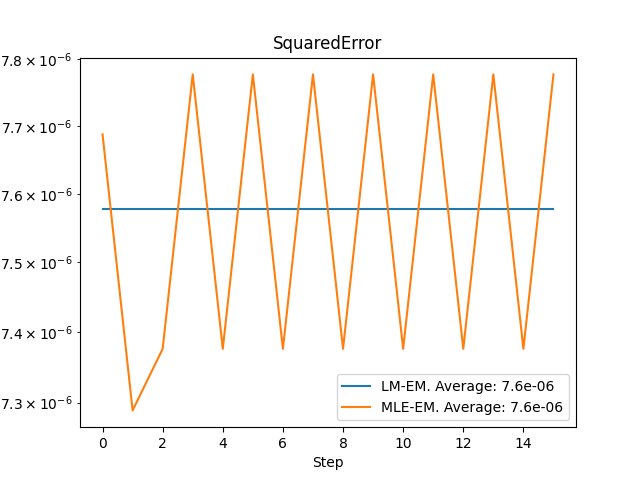 SquaredError
7.8 × 10⁻⁶
7.7 × 10⁻⁶
7.6 × 10⁻⁶
7.5 × 10⁻⁶
7.4 × 10⁻⁶
7.3 × 10⁻⁶
LM-EM. Average: 7.6e-06
MLE-EM. Average: 7.6e-06
0 2 4 6 8 10 12 14
Step